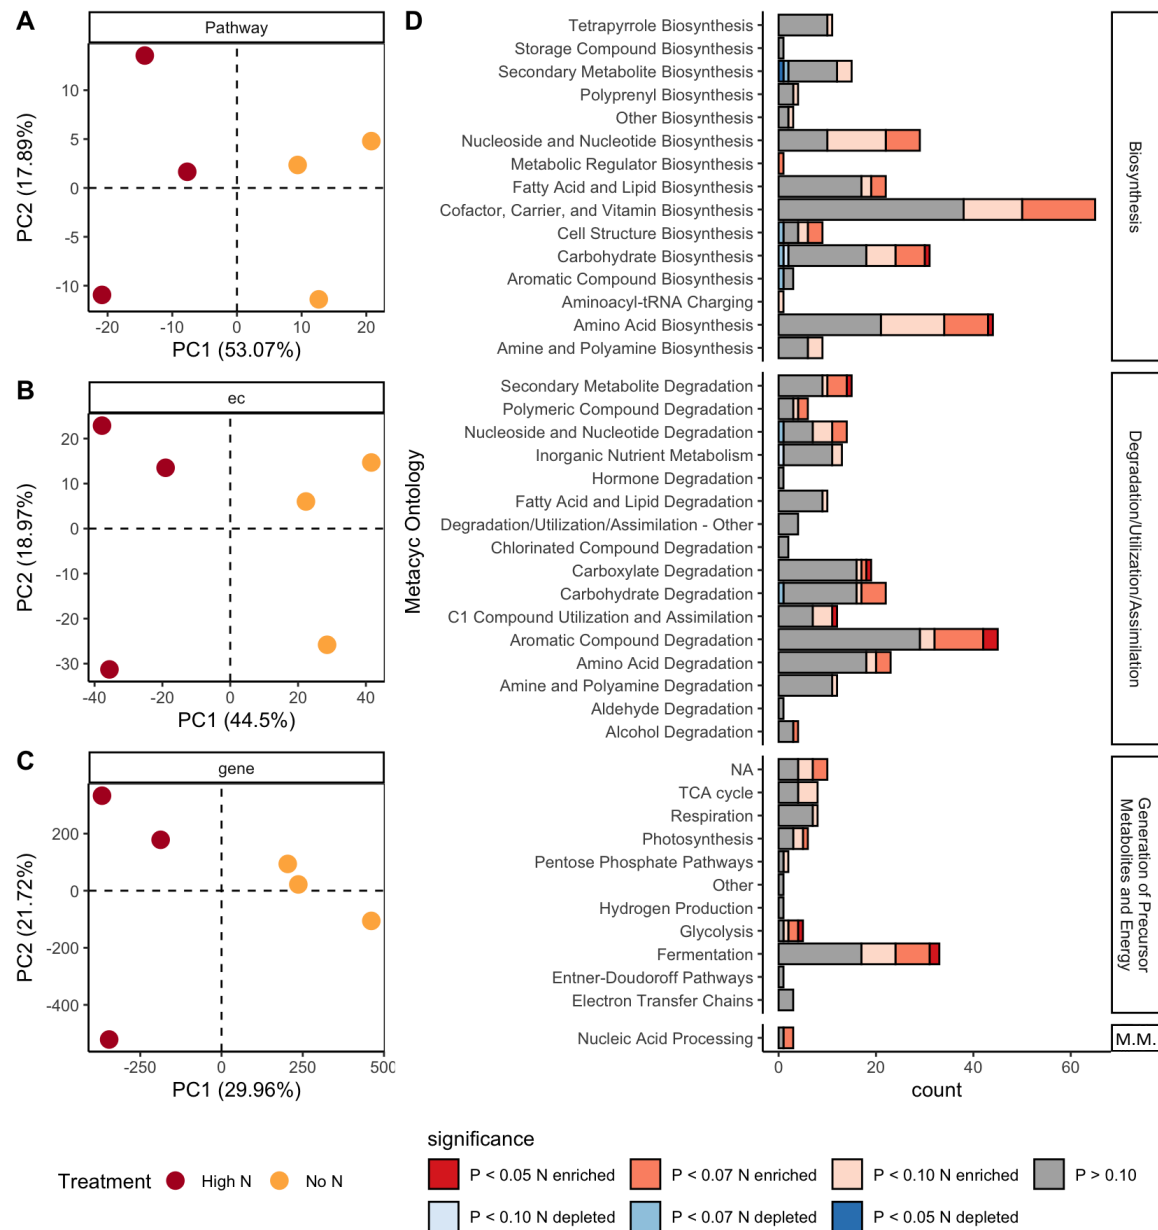 A
Pathway
10
5
0
-5
-10
-20
-10
0
10
20
PC2 (17.89%)
PC1 (53.07%)
B
ec
20
10
0
-10
-20
-30
-40
-20
0
20
40
PC2 (18.97%)
PC1 (44.5%)
C
gene
200
0
-200
-400
-250
0
250
500
PC2 (21.72%)
PC1 (29.96%)
Treatment
High N
No N
D
Metacyc Ontology
Tetrapyrrole Biosynthesis
Storage Compound Biosynthesis
Secondary Metabolite Biosynthesis
Polyprenyl Biosynthesis
Other Biosynthesis
Nucleoside and Nucleotide Biosynthesis
Metabolic Regulator Biosynthesis
Fatty Acid and Lipid Biosynthesis
Cofactor, Carrier, and Vitamin Biosynthesis
Cell Structure Biosynthesis
Carbohydrate Biosynthesis
Aromatic Compound Biosynthesis
Aminoacyl-tRNA Charging
Amino Acid Biosynthesis
Amine and Polyamine Biosynthesis
Biosynthesis
Secondary Metabolite Degradation
Polymeric Compound Degradation
Nucleoside and Nucleotide Degradation
Inorganic Nutrient Metabolism
Hormone Degradation
Fatty Acid and Lipid Degradation
Degradation/Utilization/Assimilation - Other
Chlorinated Compound Degradation
Carboxylate Degradation
Carbohydrate Degradation
C1 Compound Utilization and Assimilation
Aromatic Compound Degradation
Amino Acid Degradation
Amine and Polyamine Degradation
Aldehyde Degradation
Alcohol Degradation
Degradation/Utilization/Assimilation
NA
TCA cycle
Respiration
Photosynthesis
Pentose Phosphate Pathways
Other
Hydrogen Production
Glycolysis
Fermentation
Entner-Doudoroff Pathways
Electron Transfer Chains
Generation of Precursor
Metabolites and Energy
Nucleic Acid Processing
M.M.
0
20
40
60
count
significance
P < 0.05 N enriched
P < 0.07 N enriched
P < 0.10 N enriched
P > 0.10
P < 0.10 N depleted
P < 0.07 N depleted
P < 0.05 N depleted